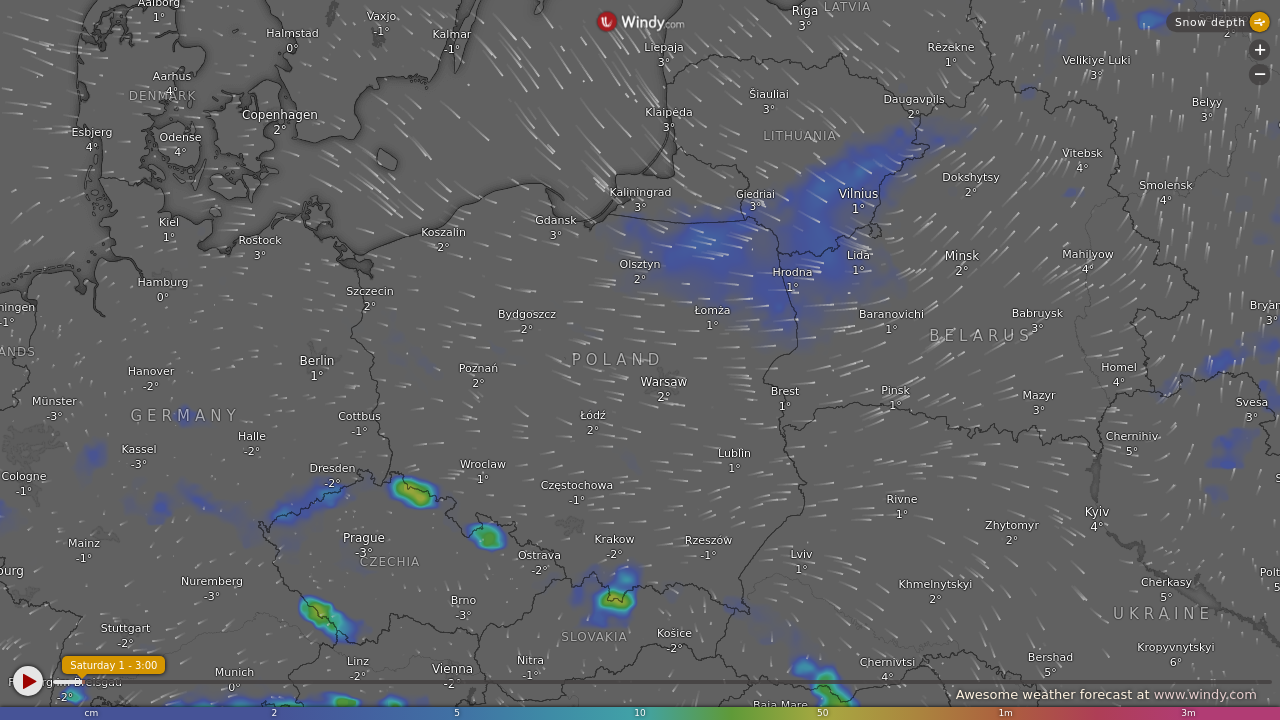 Aalborg
1°
Vaxjo
-1°
Windy.com
Riga
3°
LATVIA
Snow depth
2°
Halmstad
0°
Kalmar
-1°
Liepaja
3°
Rēzekne
1°
Velikiye Luki
3°
+
−
Aarhus
4°
DENMARK
Šiauliai
3°
Daugavpils
2°
Belyy
3°
Copenhagen
2°
Klaipėda
3°
Esbjerg
4°
Odense
4°
LITHUANIA
Vitebsk
4°
Dokshytsy
2°
Smolensk
4°
Kaliningrad
3°
Giedriai
3°
Vilnius
1°
Kiel
1°
Rostock
3°
Koszalin
2°
Gdansk
3°
Olsztyn
2°
Hrodna
1°
Lida
1°
Minsk
2°
Mahilyow
4°
Hamburg
0°
Szczecin
2°
ningen
-1°
Bydgoszcz
2°
Łomża
1°
Baranovichi
1°
Babruysk
3°
Bryan
3°
BELARUS
ANDS
POLAND
Berlin
1°
Hanover
-2°
Poznań
2°
Warsaw
2°
Homel
4°
Brest
1°
Pinsk
1°
Mazyr
3°
Münster
-3°
GERMANY
Cottbus
-1°
Łódź
2°
Svesa
3°
Halle
-2°
Chernihiv
5°
Kassel
-3°
Lublin
1°
Dresden
-2°
Wroclaw
1°
Cologne
-1°
Częstochowa
-1°
Rivne
1°
Kyiv
4°
Zhytomyr
2°
Mainz
-1°
Prague
-3°
Krakow
-2°
Rzeszow
-1°
CZECHIA
Ostrava
-2°
Lviv
1°
burg
Nuremberg
-3°
Khmelnytskyi
2°
Cherkasy
5°
Polt
5°
Brno
-3°
UKRAINE
Stuttgart
-2°
SLOVAKIA
Košice
-2°
Kropyvnytskyi
6°
Saturday 1 - 3:00
Linz
-2°
Vienna
-2°
Nitra
-1°
Chernivtsi
4°
Bershad
5°
Munich
0°
-2°
Baia Mare
Awesome weather forecast at www.windy.com
cm 2 5 10 50 1m 3m